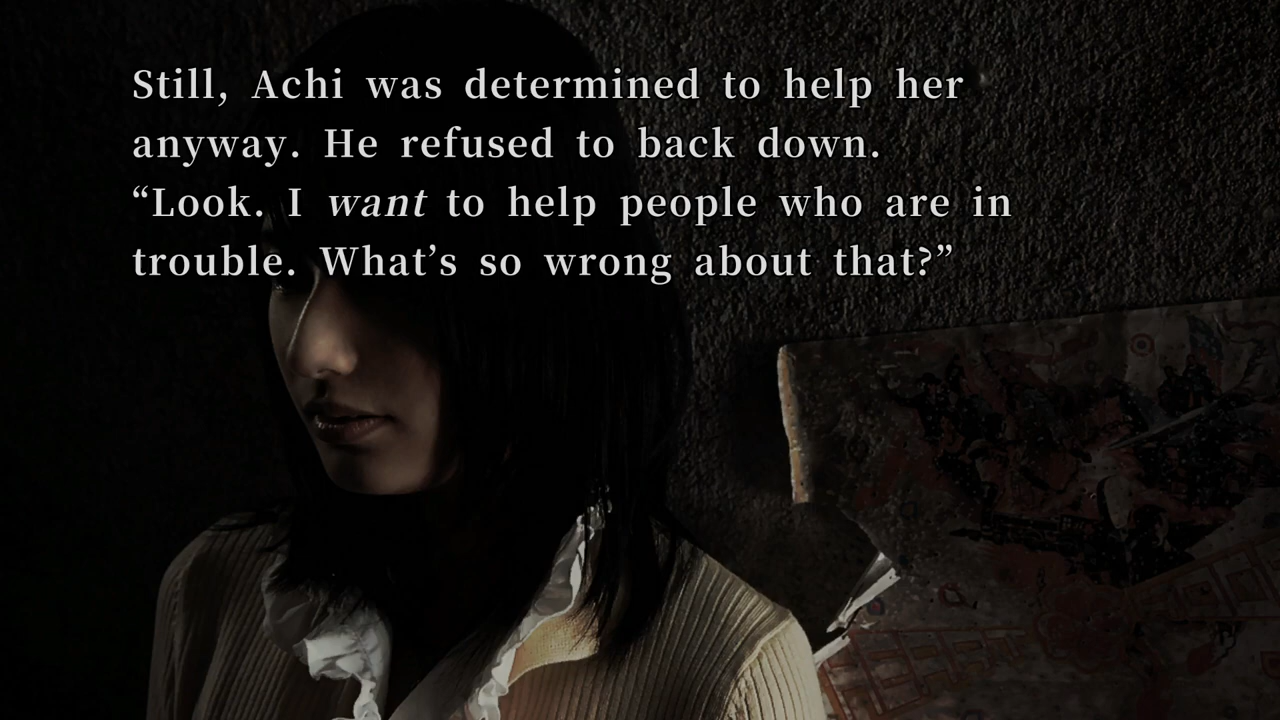 Still, Achi was determined to help her
anyway. He refused to back down.
“Look. I want to help people who are in
trouble. What’s so wrong about that?”